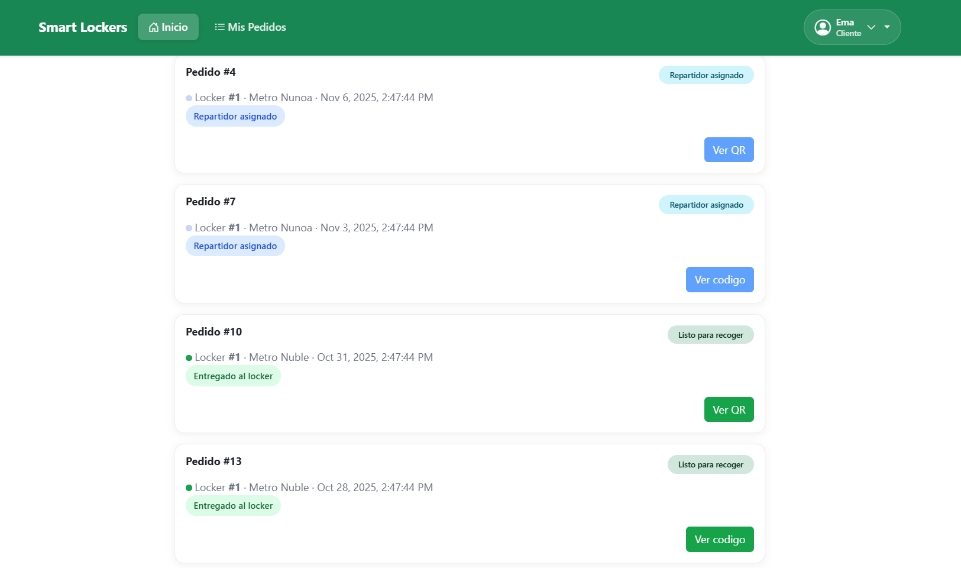 Smart Lockers
Inicio
Mis Pedidos
Ema
Cliente
Pedido #4
Repartidor asignado
Locker #1 · Metro Nunoa · Nov 6, 2025, 2:47:44 PM
Repartidor asignado
Ver QR
Pedido #7
Repartidor asignado
Locker #1 · Metro Nunoa · Nov 3, 2025, 2:47:44 PM
Repartidor asignado
Ver codigo
Pedido #10
Listo para recoger
Locker #1 · Metro Nuble · Oct 31, 2025, 2:47:44 PM
Entregado al locker
Ver QR
Pedido #13
Listo para recoger
Locker #1 · Metro Nuble · Oct 28, 2025, 2:47:44 PM
Entregado al locker
Ver codigo